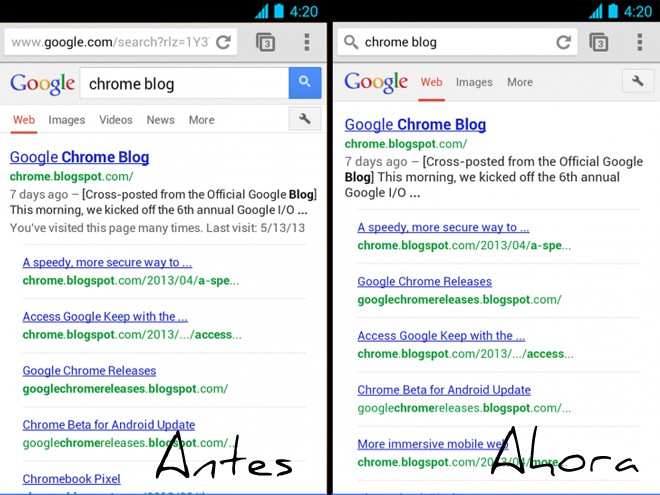 4:20
www.google.com/search?rlz=1Y3
3
Google
chrome blog
Web Images Videos News More
Google Chrome Blog
chrome.blogspot.com/
7 days ago – [Cross-posted from the Official Google Blog]
This morning, we kicked off the 6th annual
Google I/O ...
You've visited this page many times. Last visit: 5/13/13
A speedy, more secure way to ...
chrome.blogspot.com/2013/04/a-spe...
Access Google Keep with the ...
chrome.blogspot.com/2013/.../access...
Google Chrome Releases
googlechromereleases.blogspot.com/
Chrome Beta for Android Update
googlechromereleases.blogspot.com/
Chromebook Pixel
Antes
4:20
chrome blog
3
Google Web Images More
Google Chrome Blog
chrome.blogspot.com/
7 days ago – [Cross-posted from the Official Google
Blog] This morning, we kicked off the 6th annual
Google I/O ...
A speedy, more secure way to ...
chrome.blogspot.com/2013/04/a-spe...
Google Chrome Releases
googlechromereleases.blogspot.com/
Access Google Keep with the ...
chrome.blogspot.com/2013/.../access...
Chrome Beta for Android Update
googlechromereleases.blogspot.com/
More immersive mobile web
chrome.blogspot.com/2013/04/more...
Ahora